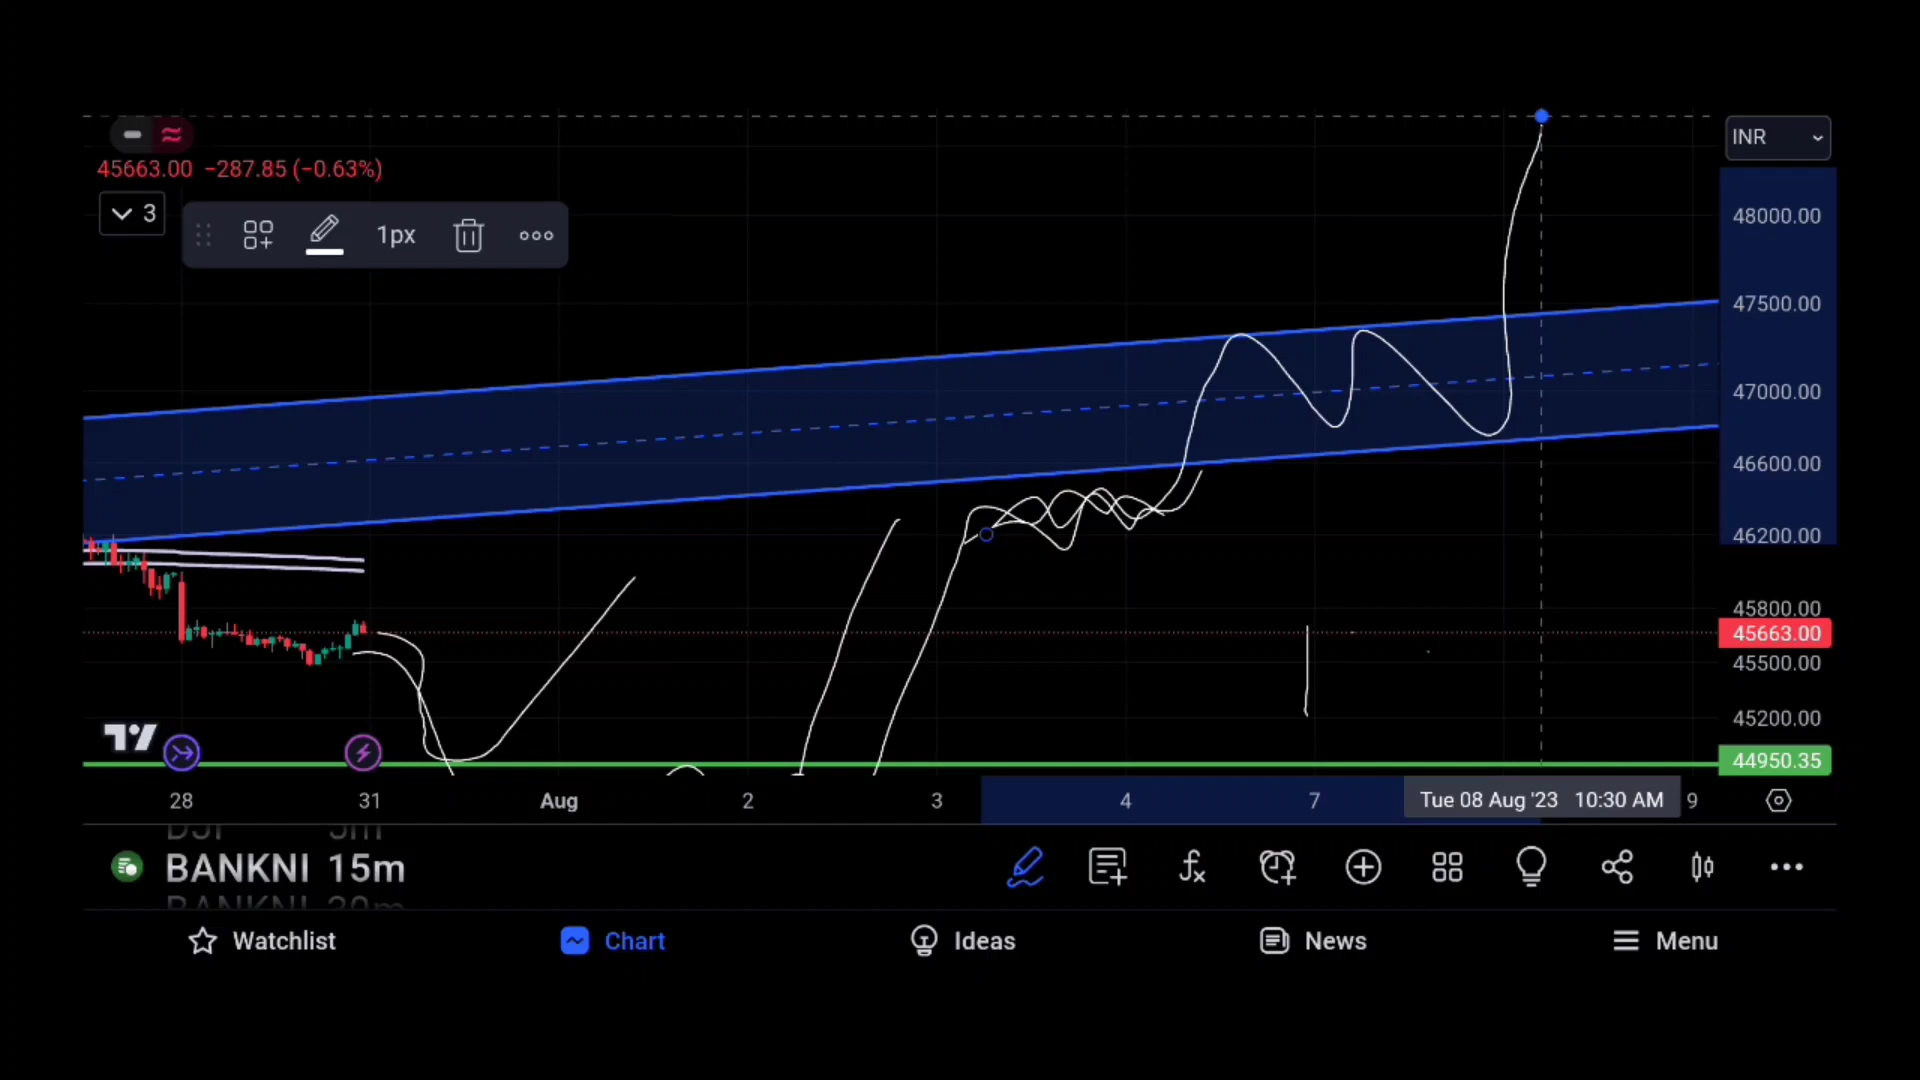 INR
45663.00 −287.85 (−0.63%)
3
1px
48000.00
47500.00
47000.00
46600.00
46200.00
45800.00
45663.00
45500.00
45200.00
44950.35
28 31 Aug 2 3 4 7 Tue 08 Aug '23 10:30 AM 9
BANKNI 15m
Watchlist Chart Ideas News Menu